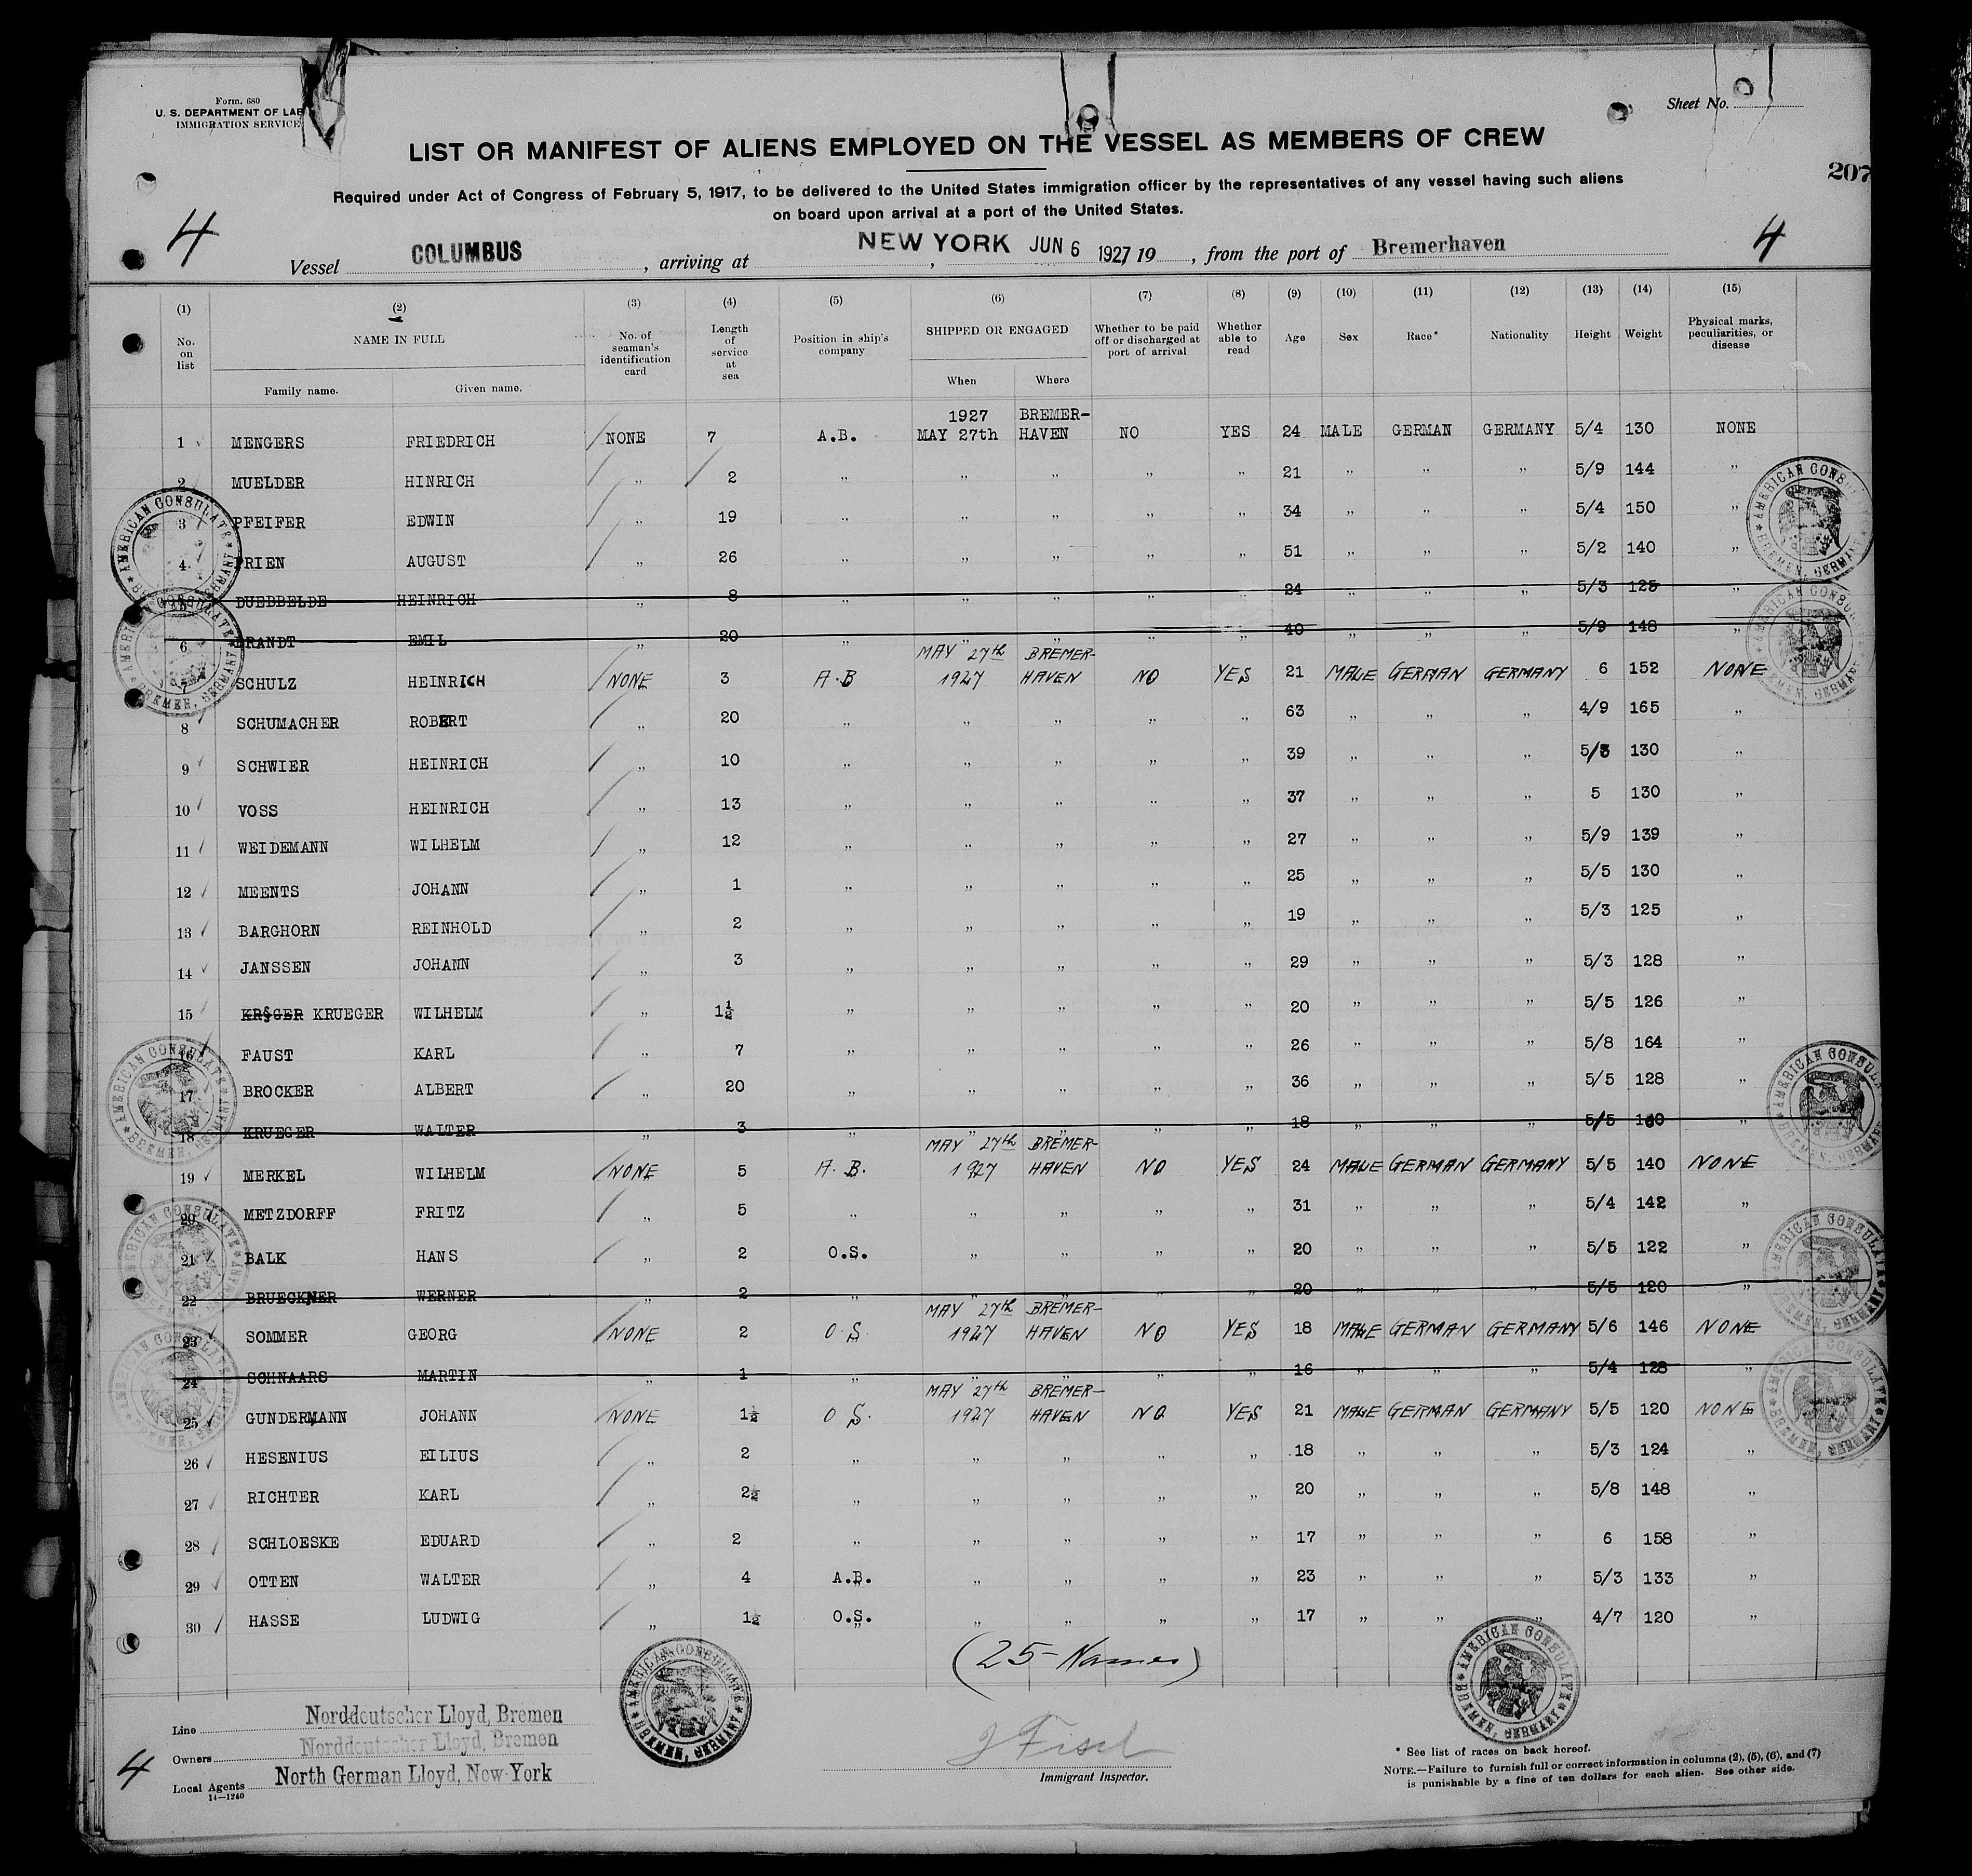 Form. 680
U. S. DEPARTMENT OF LAB
IMMIGRATION SERVICE
Sheet No.
LIST OR MANIFEST OF ALIENS EMPLOYED ON THE VESSEL AS MEMBERS OF CREW
207
Required under Act of Congress of February 5, 1917, to be delivered to the United States immigration officer by the representatives of any vessel having such aliens
on board upon arrival at a port of the United States.
4 4
Vessel COLUMBUS , arriving at NEW YORK , JUN 6 1927 19 , from the port of Bremerhaven
(1) (2) (3) (4) (5) (6) (7) (8) (9) (10) (11) (12) (13) (14) (15)
No. on list NAME IN FULL No. of seaman's identification card Length of service at sea Position in ship's company SHIPPED OR ENGAGED Whether to be paid off or discharged at port of arrival Whether able to read Age Sex Race* Nationality Height Weight Physical marks, peculiarities, or disease
Family name. Given name. When Where
1927 BREMER-
1 MENGERS FRIEDRICH NONE 7 A.B. MAY 27th HAVEN NO YES 24 MALE GERMAN GERMANY 5/4 130 NONE
2 MUELDER HINRICH „ 2 „ „ „ „ „ 21 „ „ „ 5/9 144 „
3 PFEIFER EDWIN „ 19 „ „ „ „ „ 34 „ „ „ 5/4 150 „
4 PRIEN AUGUST „ 26 „ „ „ „ „ 51 „ „ „ 5/2 140 „
5 DUEBBELDE HEINRICH „ 8 „ „ „ „ „ 24 „ „ „ 5/3 125 „
6 BRANDT EMIL „ 20 „ „ „ „ „ 40 „ „ „ 5/9 148 „
MAY 27th BREMER-
7 SCHULZ HEINRICH NONE 3 A.B 1927 HAVEN NO YES 21 MALE GERMAN GERMANY 6 152 NONE
8 SCHUMACHER ROBERT „ 20 „ „ „ „ „ 63 „ „ „ 4/9 165 „
9 SCHWIER HEINRICH „ 10 „ „ „ „ „ 39 „ „ „ 130 „
10 VOSS HEINRICH „ 13 „ „ „ „ „ 37 „ „ „ 5 130 „
11 WEIDEMANN WILHELM „ 12 „ „ „ „ „ 27 „ „ „ 5/9 139 „
12 MEENTS JOHANN „ 1 „ „ „ „ „ 25 „ „ „ 5/5 130 „
13 BARGHORN REINHOLD „ 2 „ „ „ „ „ 19 „ „ „ 5/3 125 „
14 JANSSEN JOHANN „ 3 „ „ „ „ „ 29 „ „ „ 5/3 128 „
15 KR§GER KRUEGER WILHELM „ 1½ „ „ „ „ „ 20 „ „ „ 5/5 126 „
16 FAUST KARL „ 7 „ „ „ „ „ 26 „ „ „ 5/8 164 „
17 BROCKER ALBERT „ 20 „ „ „ „ „ 36 „ „ „ 5/5 128 „
18 KRUEGER WALTER „ 3 „ „ „ „ „ 18 „ „ „ 5/5 „
MAY 27th BREMER-
19 MERKEL WILHELM NONE 5 A.B. 1927 HAVEN NO YES 24 MALE GERMAN GERMANY 5/5 140 NONE
20 METZDORFF FRITZ „ 5 „ „ „ „ „ 31 „ „ „ 5/4 142 „
21 BALK HANS „ 2 O.S. „ „ „ „ 20 „ „ „ 5/5 122 „
22 BRUECKNER WERNER „ 2 „ „ „ „ „ 20 „ „ „ 5/5 120 „
MAY 27th BREMER-
23 SOMMER GEORG NONE 2 O.S. 1927 HAVEN NO YES 18 MALE GERMAN GERMANY 5/6 146 NONE
24 SCHNAARS MARTIN „ 1 „ „ „ „ „ 16 „ „ „ 5/4 128 „
MAY 27th BREMER-
25 GUNDERMANN JOHANN NONE 1½ O S. 1927 HAVEN NO YES 21 MALE GERMAN GERMANY 5/5 120 NONE
26 HESENIUS EILIUS „ 2 „ „ „ „ „ 18 „ „ „ 5/3 124 „
27 RICHTER KARL „ 2½ „ „ „ „ „ 20 „ „ „ 5/8 148 „
28 SCHLOESKE EDUARD „ 2 „ „ „ „ „ 17 „ „ „ 6 158 „
29 OTTEN WALTER „ 4 A.B. „ „ „ „ 23 „ „ „ 5/3 133 „
30 HASSE LUDWIG „ 1½ O.S. „ „ „ „ 17 „ „ „ 4/7 120 „
(25 Names)
AMERICAN CONSULATE BREMEN, GERMANY
AMERICAN CONSULATE BREMEN, GERMANY
Line Norddeutscher Lloyd, Bremen
Owners Norddeutscher Lloyd, Bremen
Local Agents North German Lloyd, New-York
14—1240
4
Immigrant Inspector.
* See list of races on back hereof.
NOTE.—Failure to furnish full or correct information in columns (2), (5), (6), and (7)
is punishable by a fine of ten dollars for each alien. See other side.